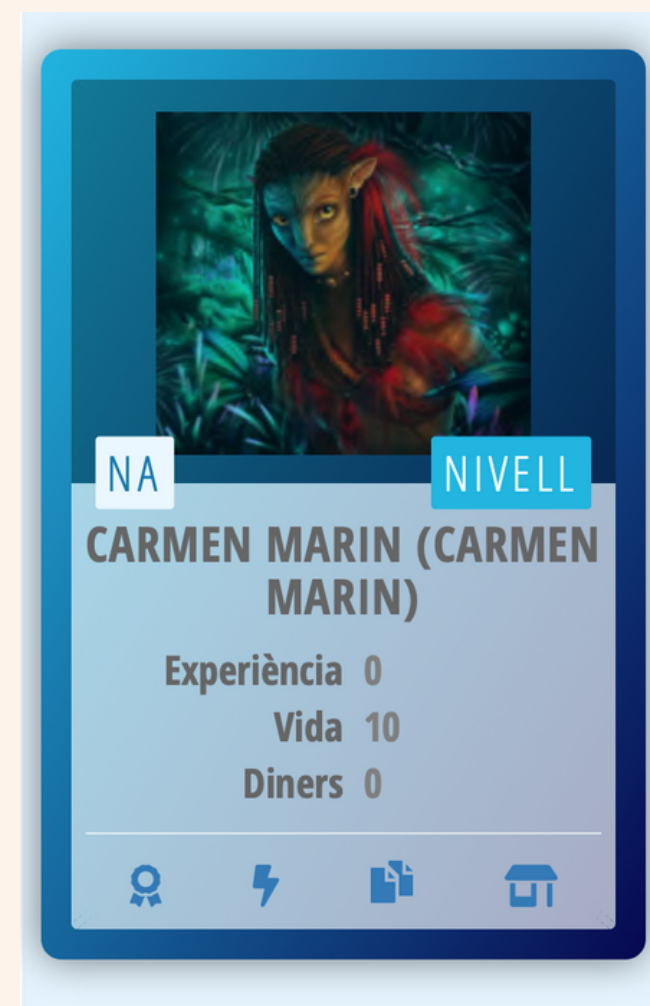 NA
NIVELL
CARMEN MARIN (CARMEN
MARIN)
Experiència 0
Vida 10
Diners 0